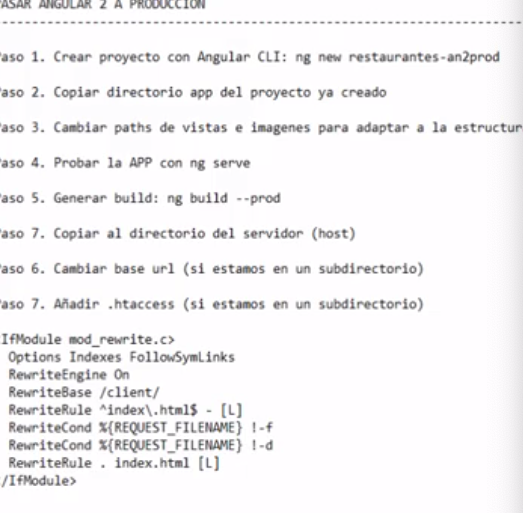 ASAR ANGULAR 2 A PRODUCCION
aso 1. Crear proyecto con Angular CLI: ng new restaurantes-an2prod
aso 2. Copiar directorio app del proyecto ya creado
aso 3. Cambiar paths de vistas e imagenes para adaptar a la estructur
aso 4. Probar la APP con ng serve
aso 5. Generar build: ng build --prod
aso 7. Copiar al directorio del servidor (host)
aso 6. Cambiar base url (si estamos en un subdirectorio)
aso 7. Añadir .htaccess (si estamos en un subdirectorio)
IfModule mod_rewrite.c>
Options Indexes FollowSymLinks
RewriteEngine On
RewriteBase /client/
RewriteRule ^index\.html$ - [L]
RewriteCond %{REQUEST_FILENAME} !-f
RewriteCond %{REQUEST_FILENAME} !-d
RewriteRule . index.html [L]
/IfModule>